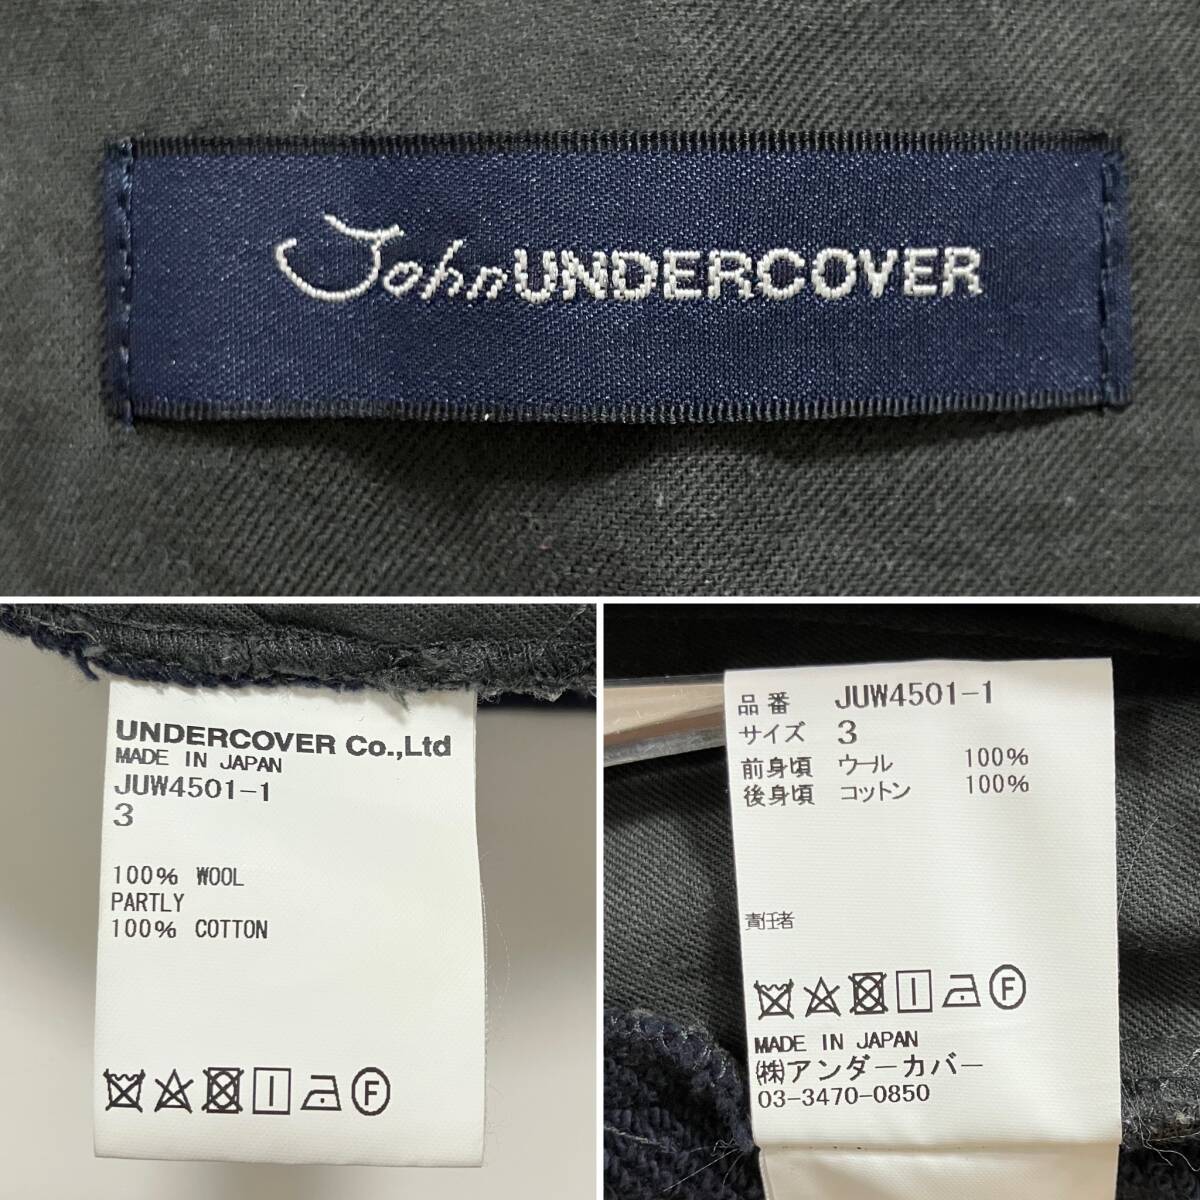 JohnUNDERCOVER
UNDERCOVER Co.,Ltd
MADE IN JAPAN
JUW4501-1
3
100% WOOL
PARTLY
100% COTTON
F
品番 JUW4501-1
サイズ 3
前身頃 ウール 100%
後身頃 コットン 100%
責任者
F
MADE IN JAPAN
㈱アンダーカバー
03-3470-0850